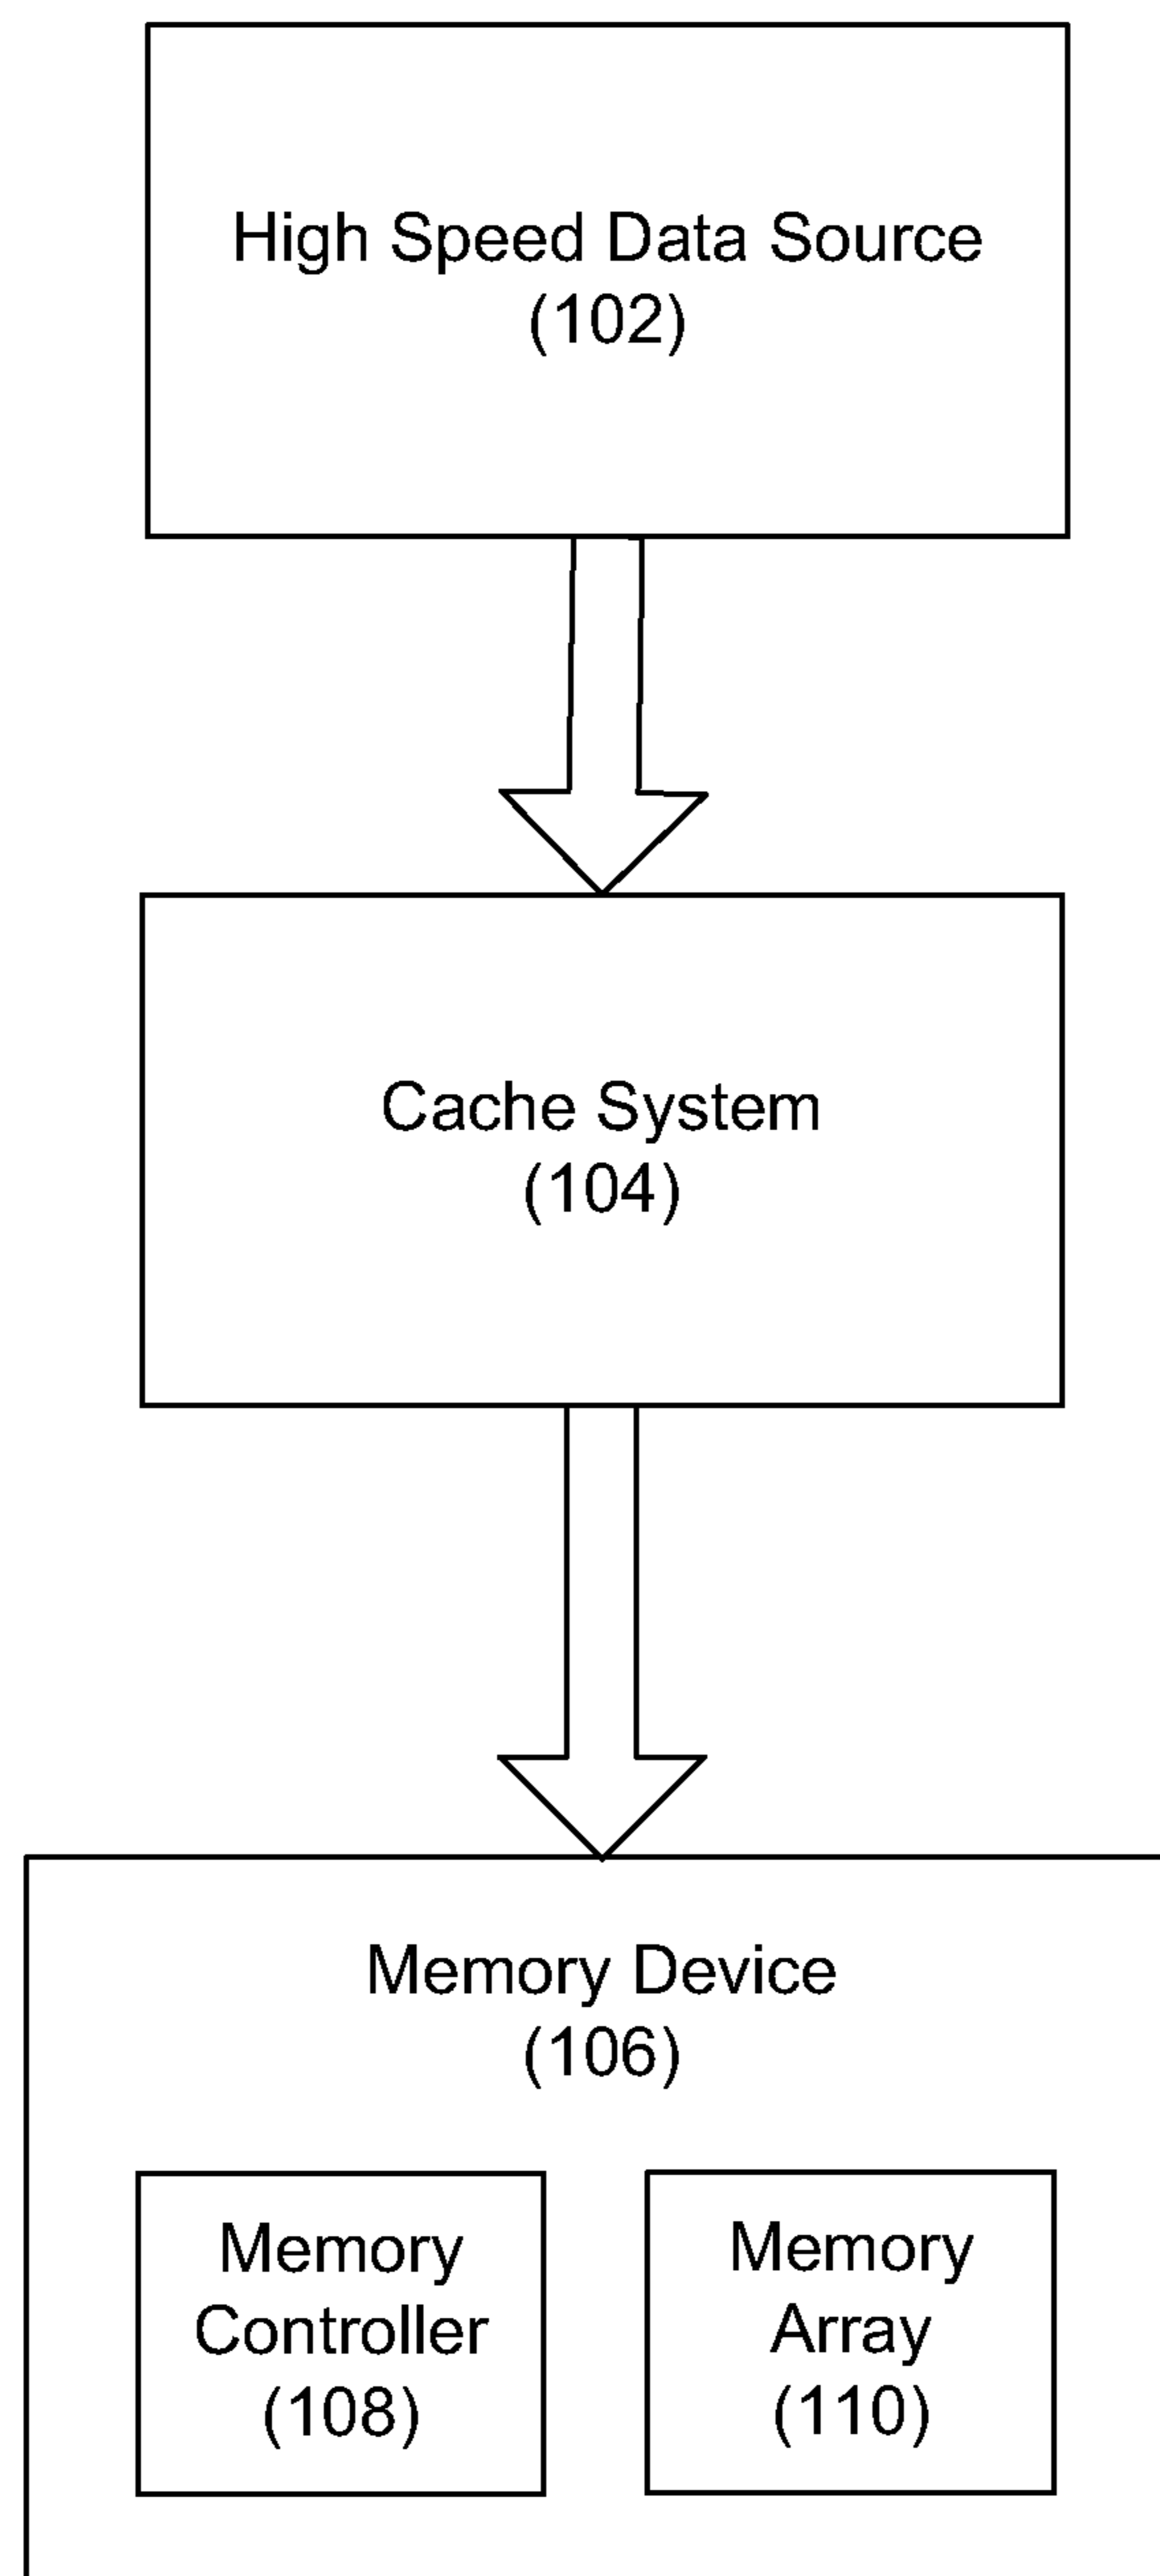 High Speed Data Source
(102)
Cache System
(104)
Memory Device
(106)
Memory
Controller
(108)
Memory
Array
(110)